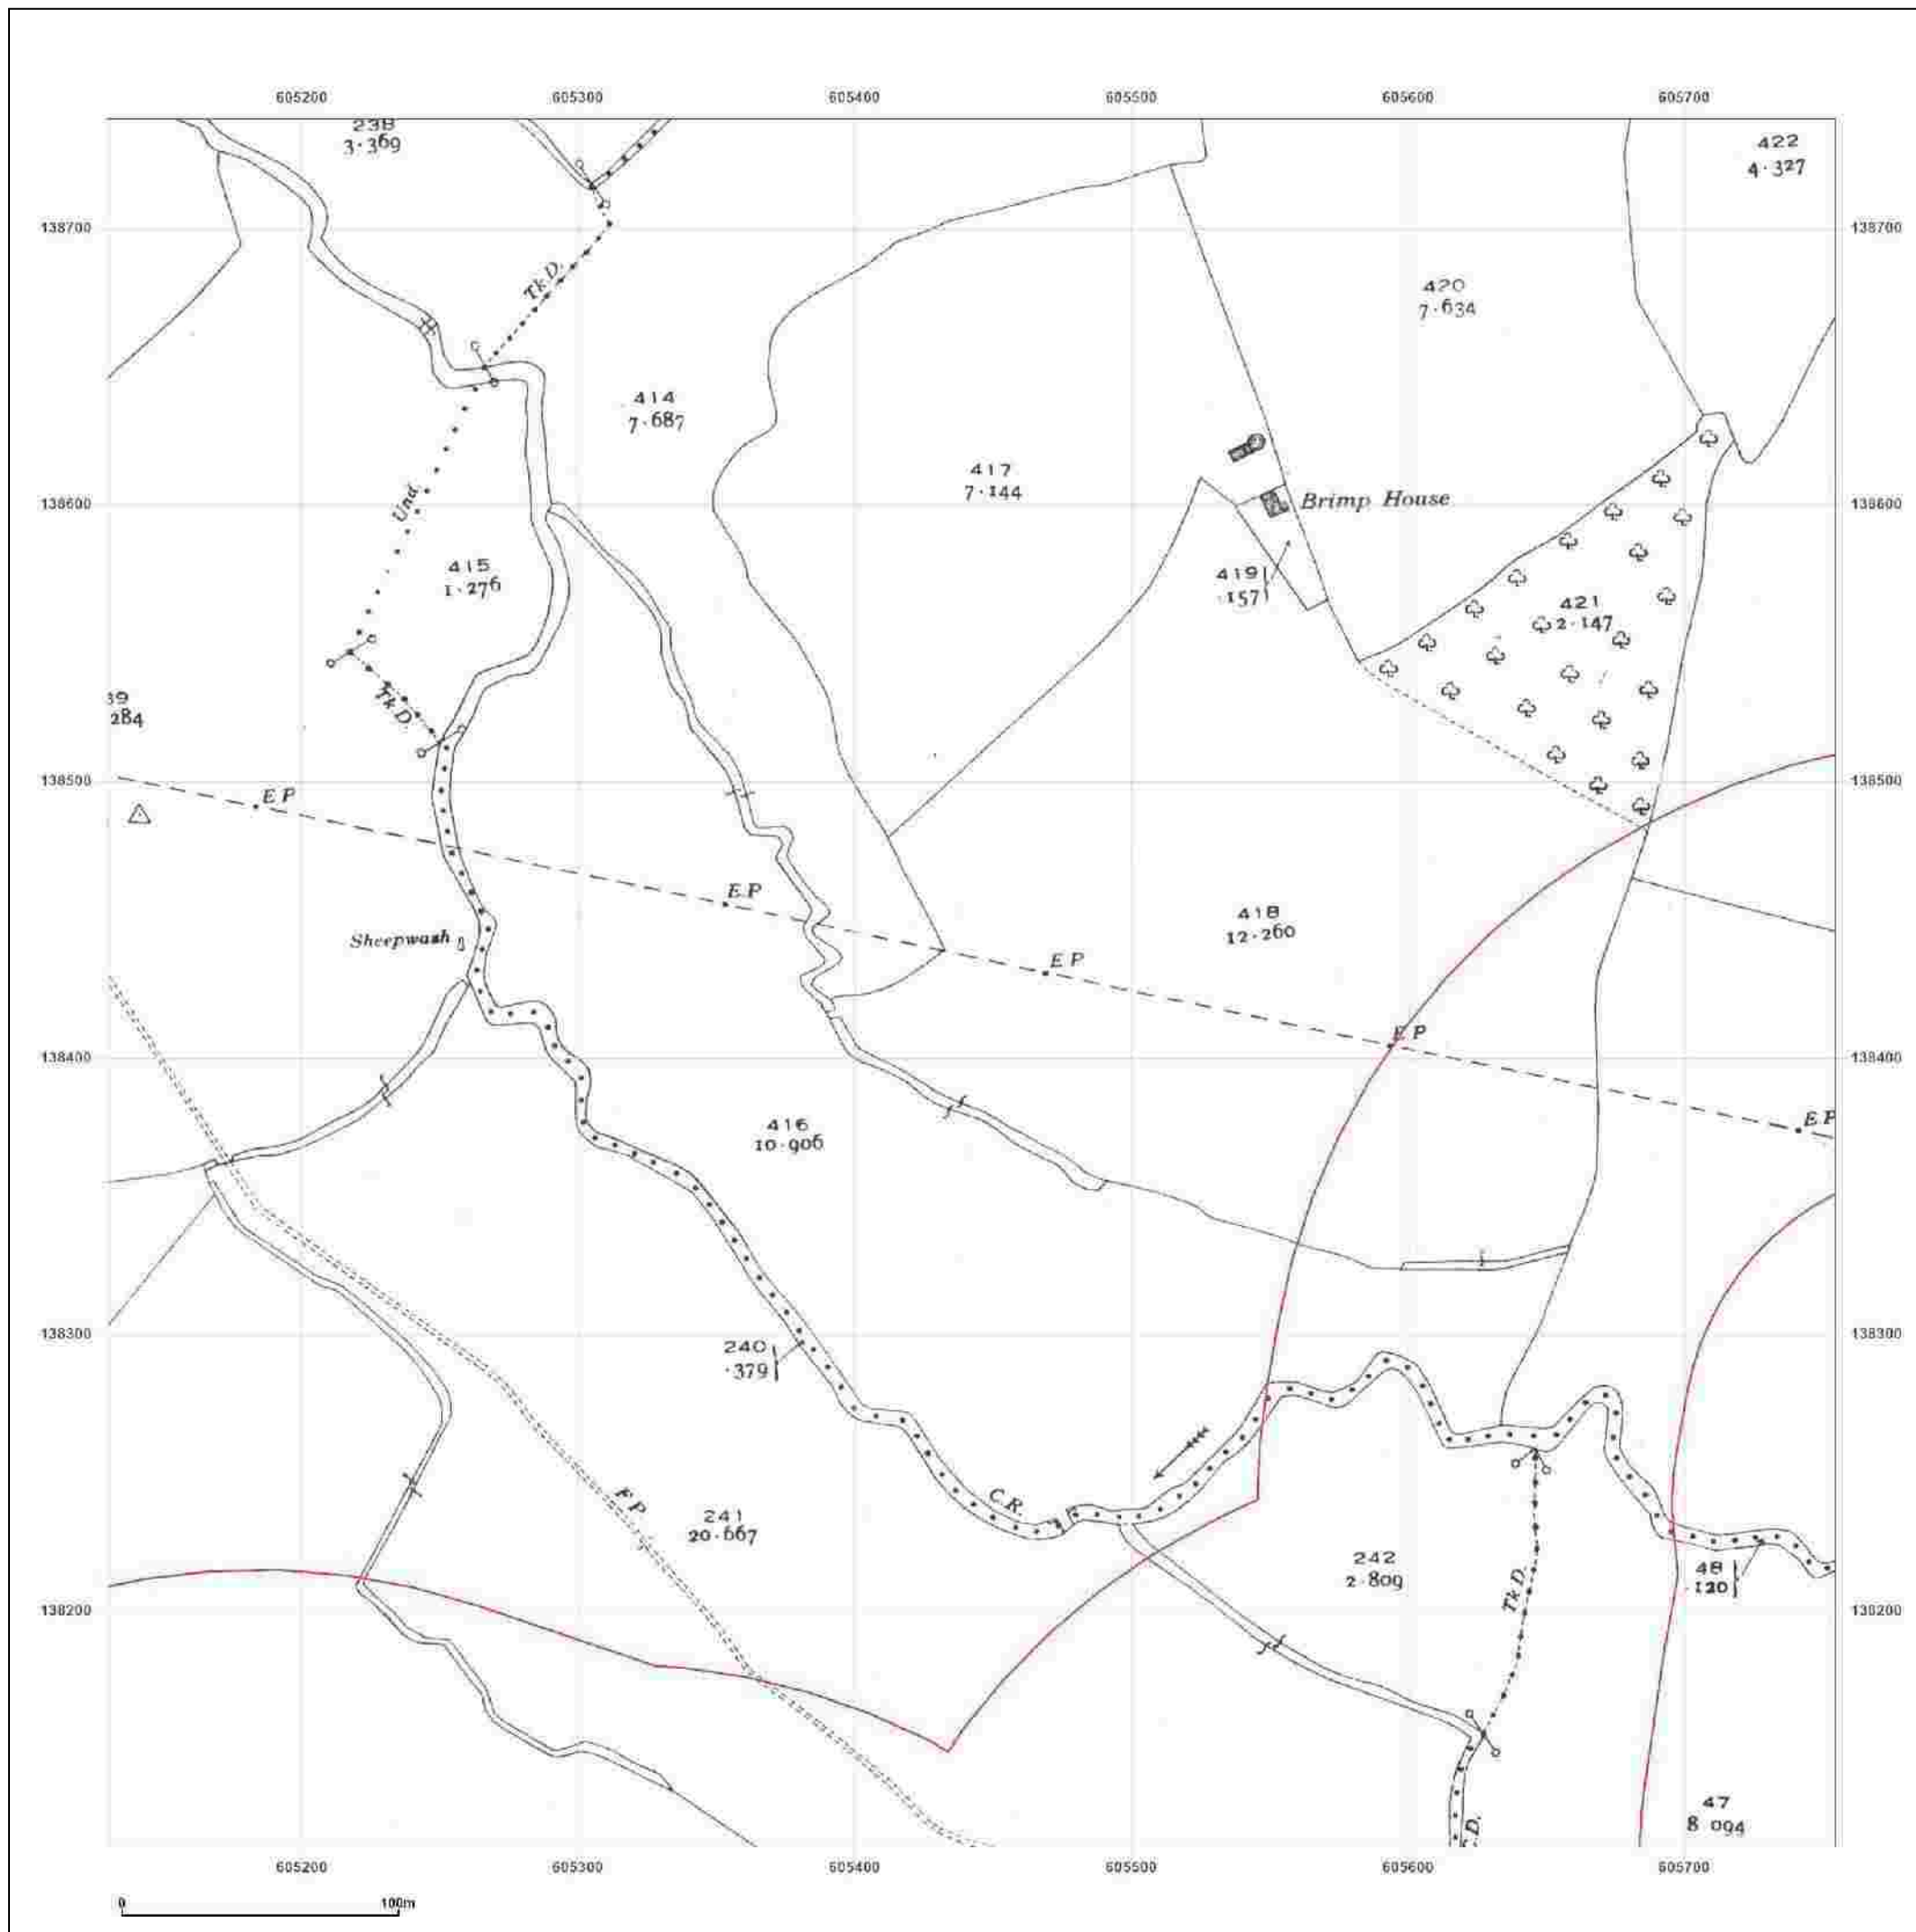 605200 605300 605400 605500 605600 605700
238
3·369
422
4·327
138700 138700
Tk D.
420
7·634
414
7·687
417
7·144
Brimp House
138600 138600
Und.
415
1·276
419
·157
421
2·147
Tk D.
39
284
138500 138500
E P
E.P
418
12·260
Sheepwash
E P
E P
138400 138400
E P
416
10·906
138300 138300
240
·379
C.R.
F.P.
241
20·667
242
2·809
48
·120
Tk D.
138200 138200
47
8·094
C.D.
605200 605300 605400 605500 605600 605700
0 100m